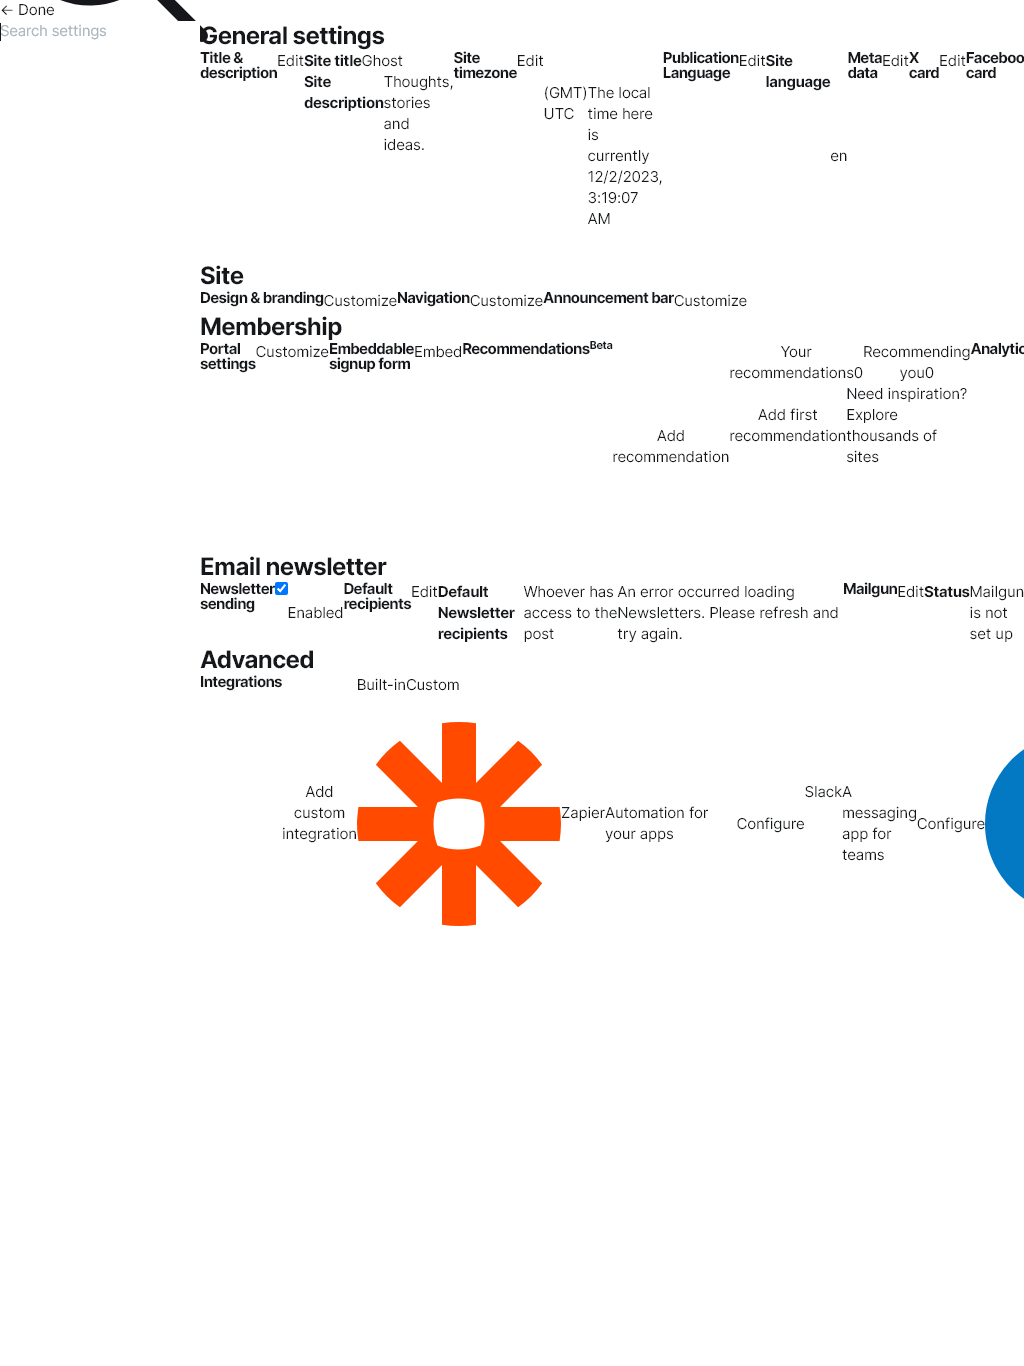 ← Done
Search settings
General settings
Title &
description
Edit
Site title
Ghost
Site
description
Thoughts,
stories
and
ideas.
Site
timezone
Edit
(GMT)
UTC
The local
time here
is
currently
12/2/2023,
3:19:07
AM
Publication
Language
Edit
Site
language
en
Meta
data
Edit
X
card
Edit
Faceboo
card
Site
Design & branding
Customize
Navigation
Customize
Announcement bar
Customize
Membership
Portal
settings
Customize
Embeddable
signup form
Embed
Recommendations
Beta
Add
recommendation
Your
recommendations0
Add first
recommendation
Recommending
you0
Need inspiration?
Explore
thousands of
sites
Analytic
Email newsletter
Newsletter
sending
Enabled
Default
recipients
Edit
Default
Newsletter
recipients
Whoever has
access to the
post
An error occurred loading
Newsletters. Please refresh and
try again.
Mailgun
Edit
Status
Mailgun
is not
set up
Advanced
Integrations
Built-in
Custom
Add
custom
integration
Zapier
Automation for
your apps
Configure
Slack
A
messaging
app for
teams
Configure